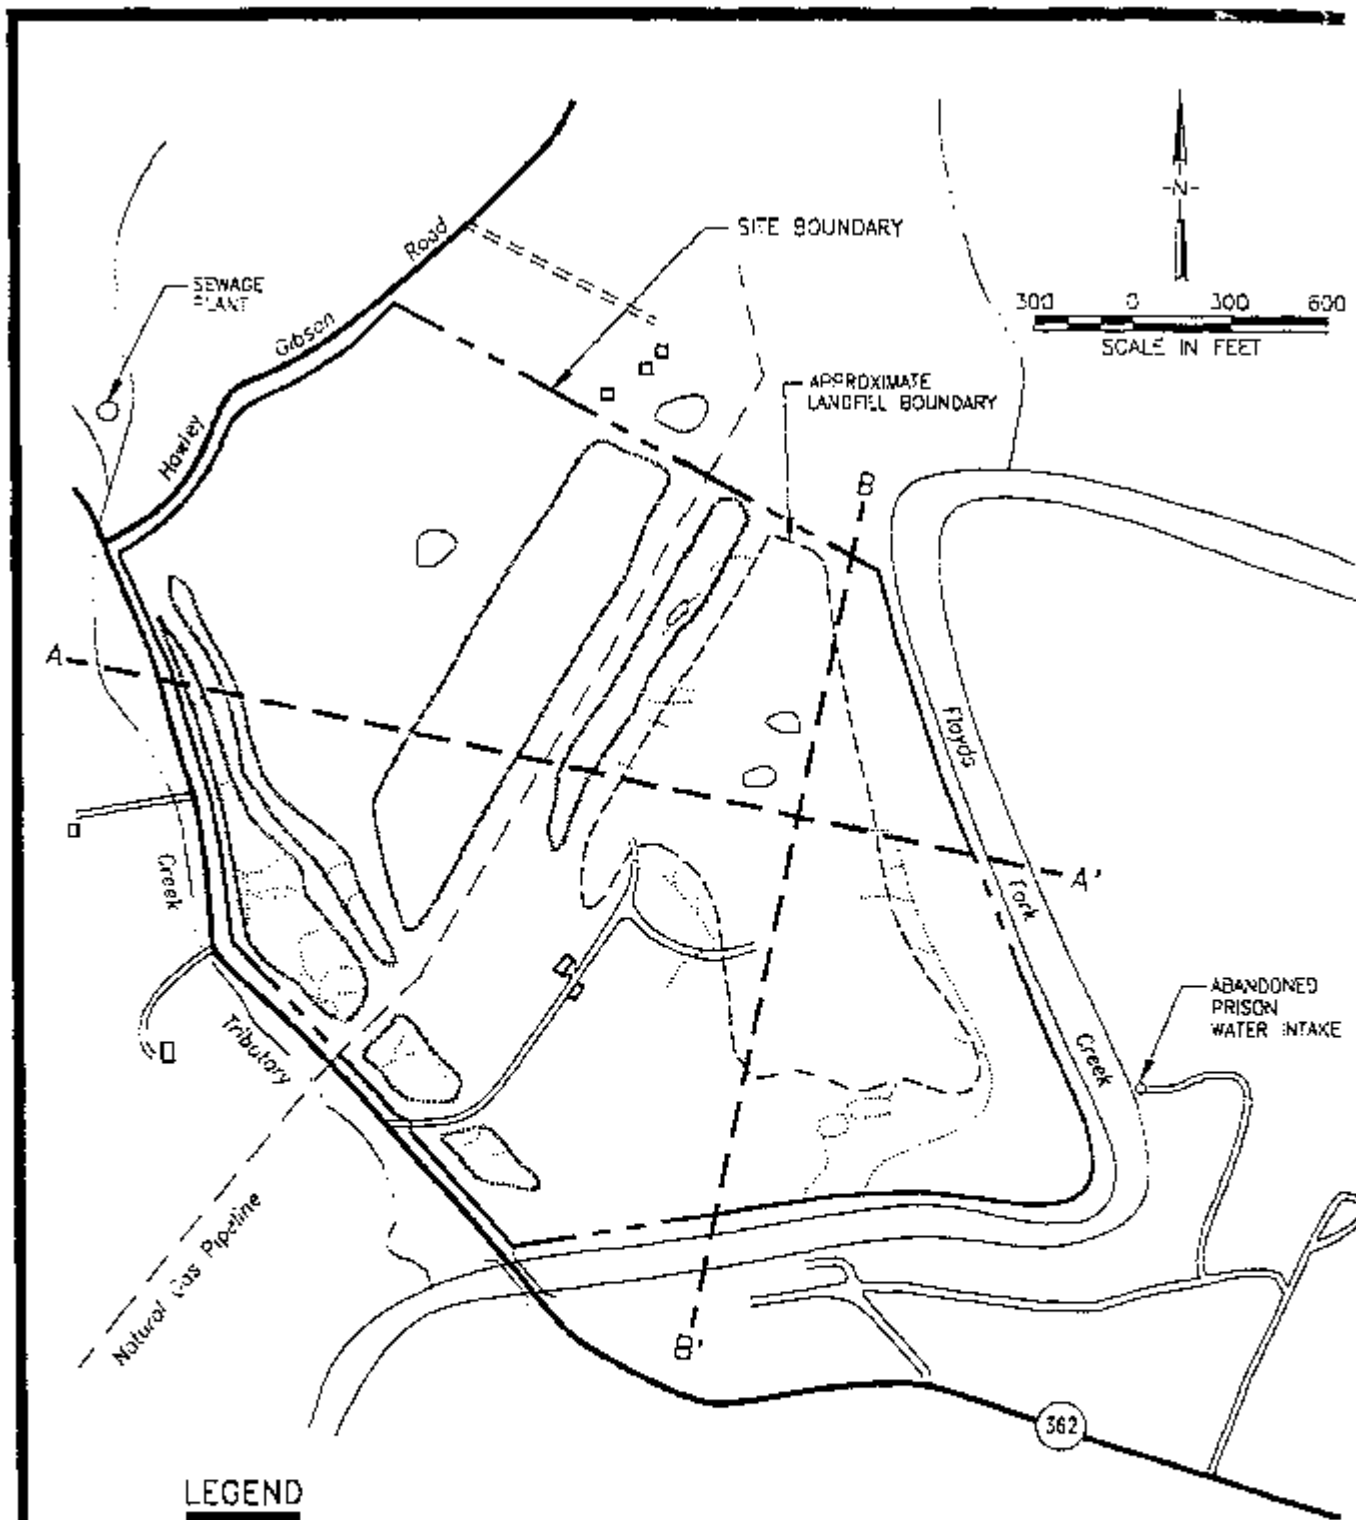 SITE BOUNDARY
-N-
Road
SEWAGE
PLANT
300 0 300 600
SCALE IN FEET
Gibson
APPROXIMATE
LANDFILL BOUNDARY
Hawley
B
A
Floyds
Creek
A'
Fork
ABANDONED
PRISON
WATER INTAKE
Tributary
Creek
Natural Gas Pipeline
B'
362
LEGEND